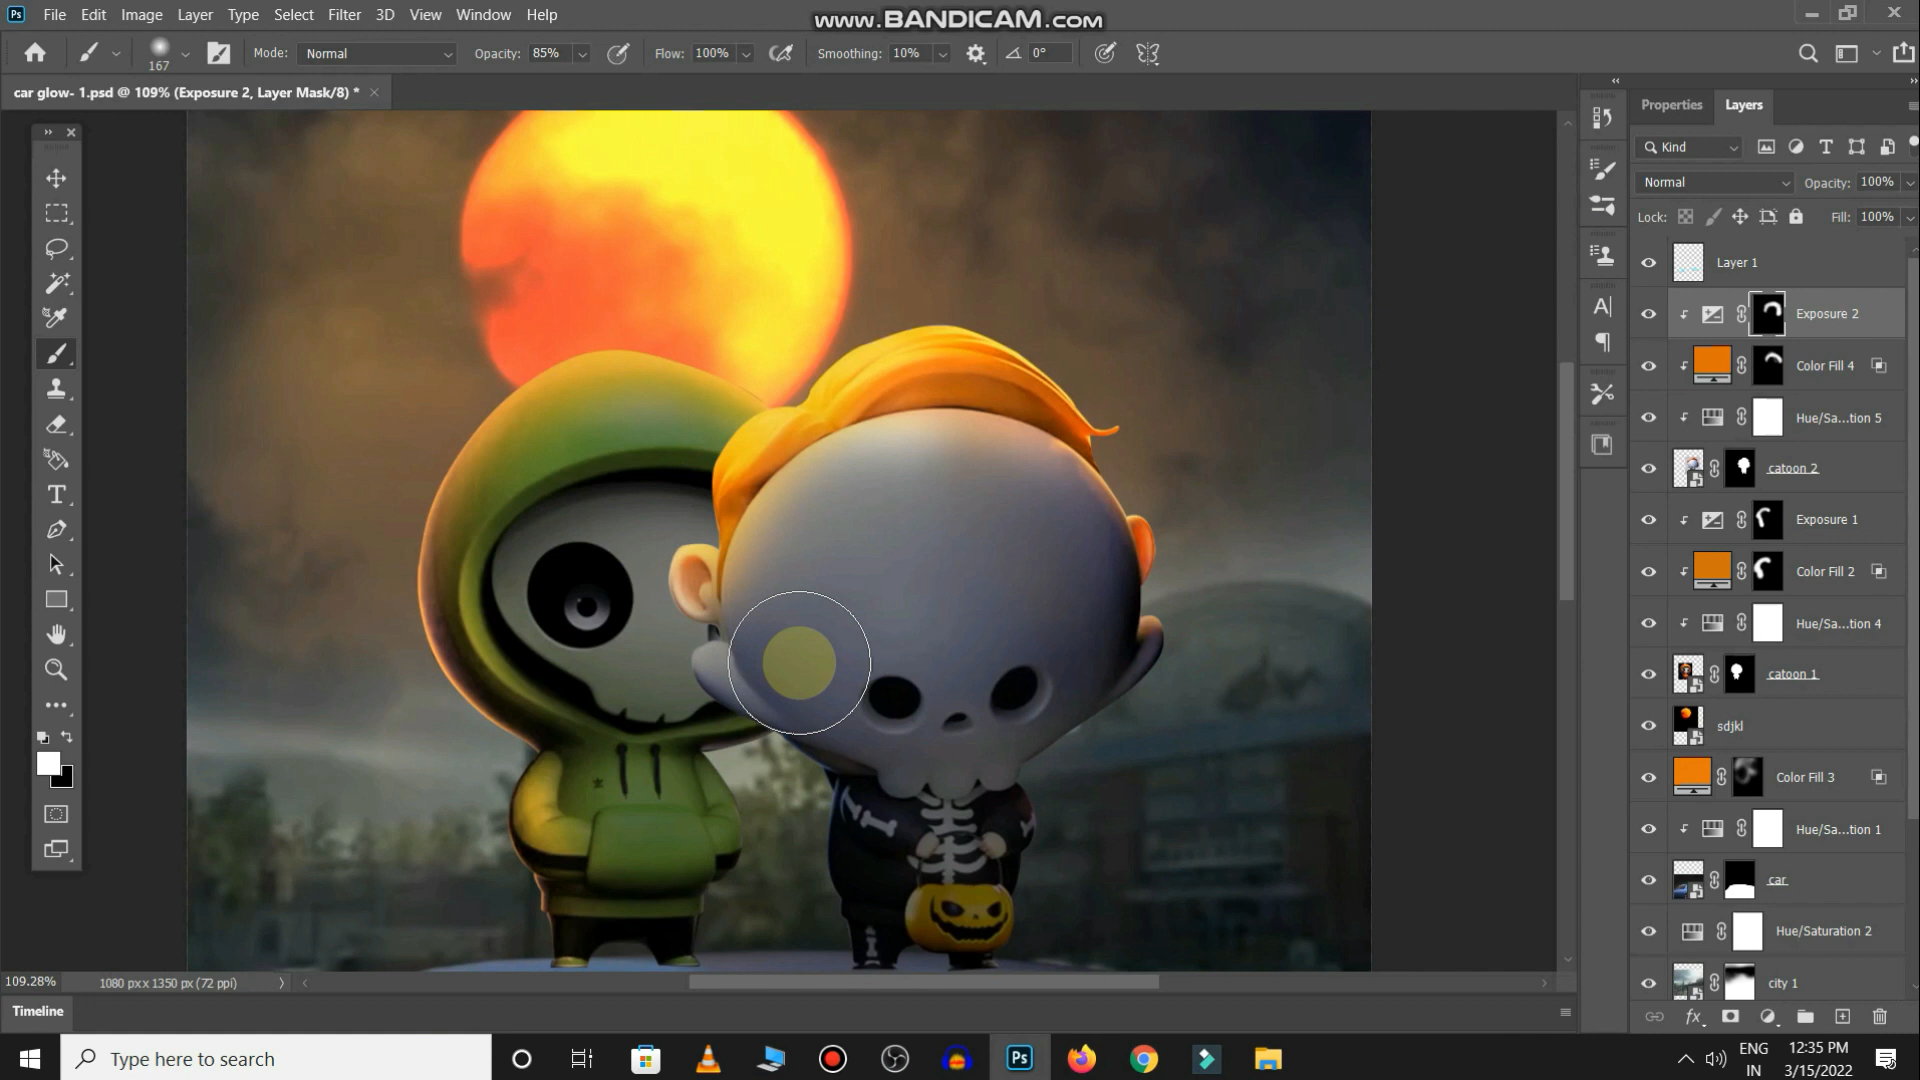 File Edit Image Layer Type Select Filter 3D View Window Help
www.BANDICAM.com
167 Mode: Normal Opacity: 85% Flow: 100% Smoothing: 10% 0°
car glow- 1.psd @ 109% (Exposure 2, Layer Mask/8) *
Properties Layers
Kind
Normal Opacity: 100%
Lock: Fill: 100%
Layer 1
Exposure 2
Color Fill 4
Hue/Sa...tion 5
catoon 2
Exposure 1
Color Fill 2
Hue/Sa...tion 4
catoon 1
sdjkl
Color Fill 3
Hue/Sa...tion 1
car
Hue/Saturation 2
city 1
109.28% 1080 px x 1350 px (72 ppi)
Timeline
Type here to search
ENG
IN
12:35 PM
3/15/2022